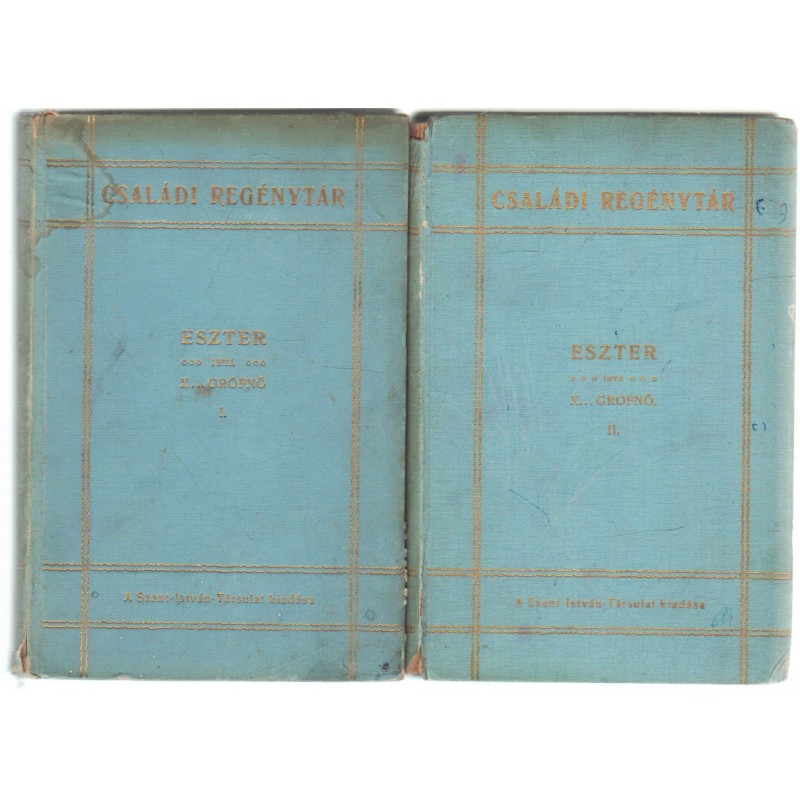 CSALÁDI REGÉNYTÁR
ESZTER
IRTA
X... GRÓFNŐ
I.
A Szent-István-Társulat kiadása
CSALÁDI REGÉNYTÁR
ESZTER
IRTA
X... GRÓFNŐ.
II.
A Szent-István-Társulat kiadása